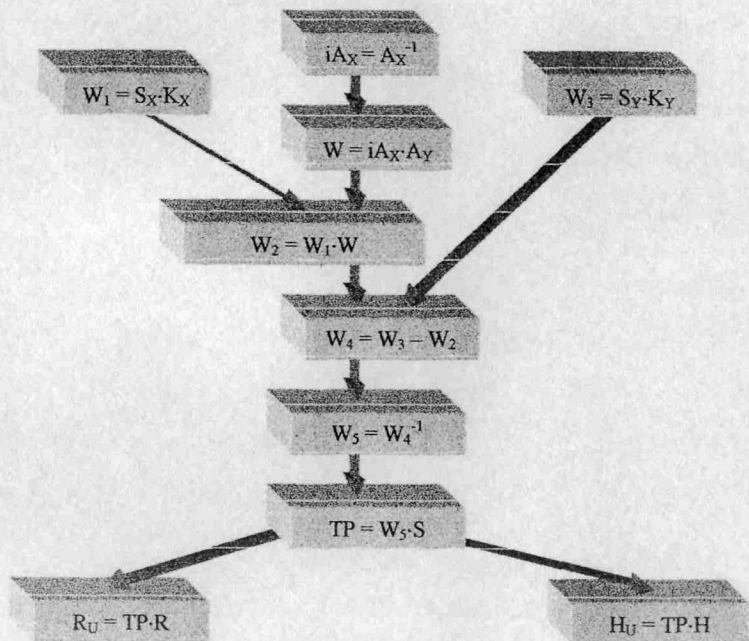 iA_X = A_X^{-1}
W_1 = S_X·K_X
W_3 = S_Y·K_Y
W = iA_X·A_Y
W_2 = W_1·W
W_4 = W_3 – W_2
W_5 = W_4^{-1}
TP = W_5·S
R_U = TP·R
H_U = TP·H